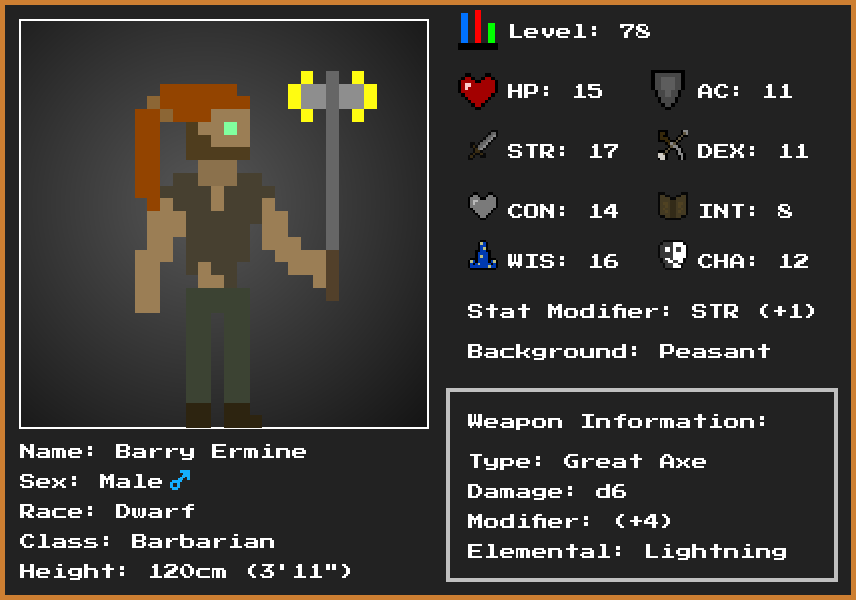 Level: 78
HP: 15
AC: 11
STR: 17
DEX: 11
CON: 14
INT: 8
WIS: 16
CHA: 12
Stat Modifier: STR (+1)
Background: Peasant
Weapon Information:
Type: Great Axe
Damage: d6
Modifier: (+4)
Elemental: Lightning
Name: Barry Ermine
Sex: Male♂
Race: Dwarf
Class: Barbarian
Height: 120cm (3'11")